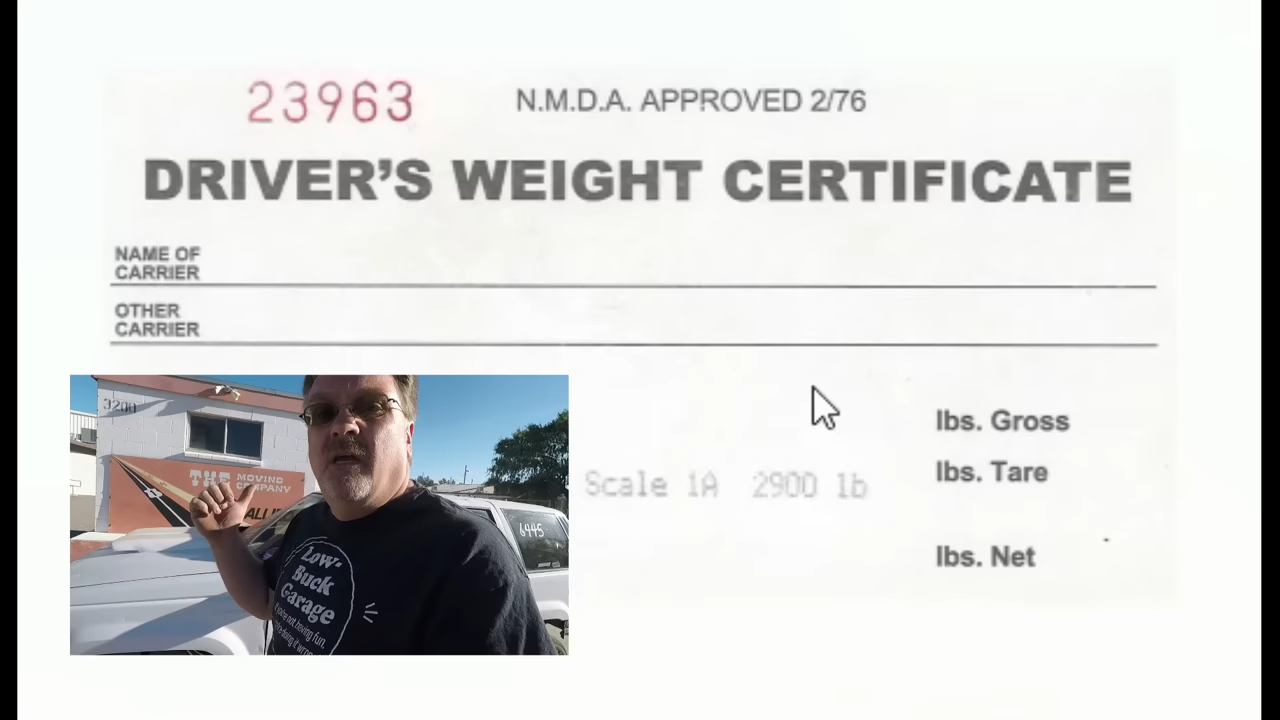 23963
N.M.D.A. APPROVED 2/76
DRIVER'S WEIGHT CERTIFICATE
NAME OF
CARRIER
OTHER
CARRIER
lbs. Gross
Scale 1A 2900 lb
lbs. Tare
lbs. Net
3200
THE MOVING
COMPANY
6445
Low-
Buck
Garage